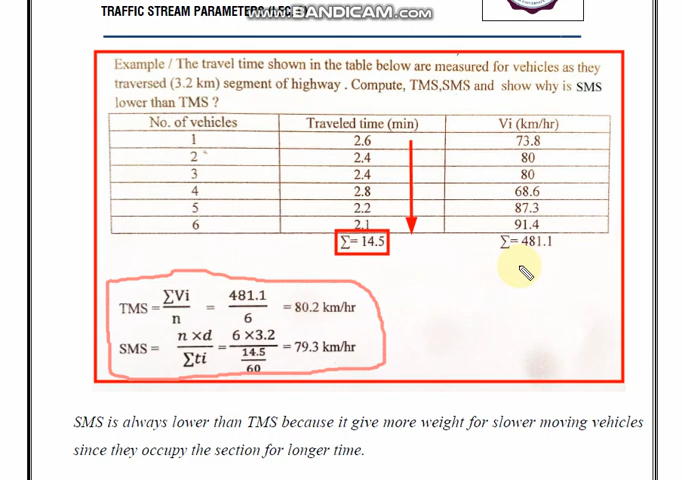 TRAFFIC STREAM PARAMETERS
www.BANDICAM.com
Example / The travel time shown in the table below are measured for vehicles as they
traversed (3.2 km) segment of highway . Compute, TMS,SMS and show why is SMS
lower than TMS ?
No. of vehicles Traveled time (min) Vi (km/hr)
1 2.6 73.8
2 2.4 80
3 2.4 80
4 2.8 68.6
5 2.2 87.3
6 2.1 91.4
∑= 14.5 ∑= 481.1
TMS = ∑Vi / n = 481.1 / 6 = 80.2 km/hr
SMS = n ×d / ∑ti = 6 ×3.2 / (14.5 / 60) = 79.3 km/hr
SMS is always lower than TMS because it give more weight for slower moving vehicles
since they occupy the section for longer time.